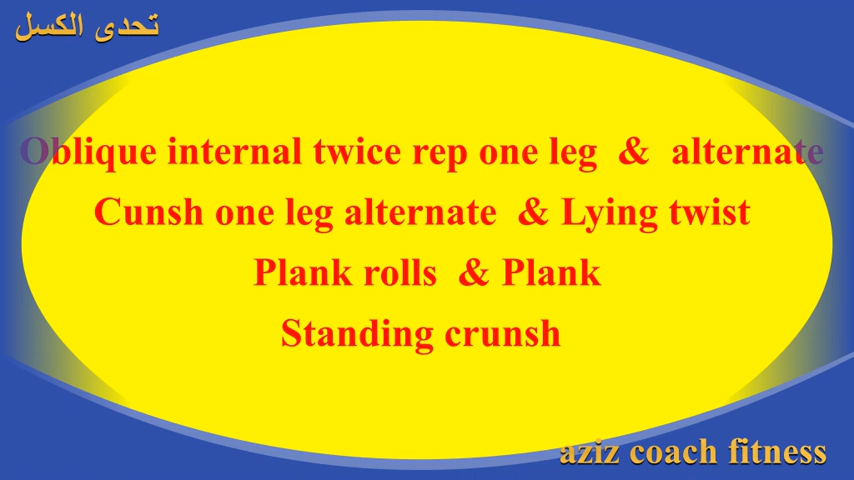 تحدى الكسل
Oblique internal twice rep one leg & alternate
Cunsh one leg alternate & Lying twist
Plank rolls & Plank
Standing crunsh
aziz coach fitness